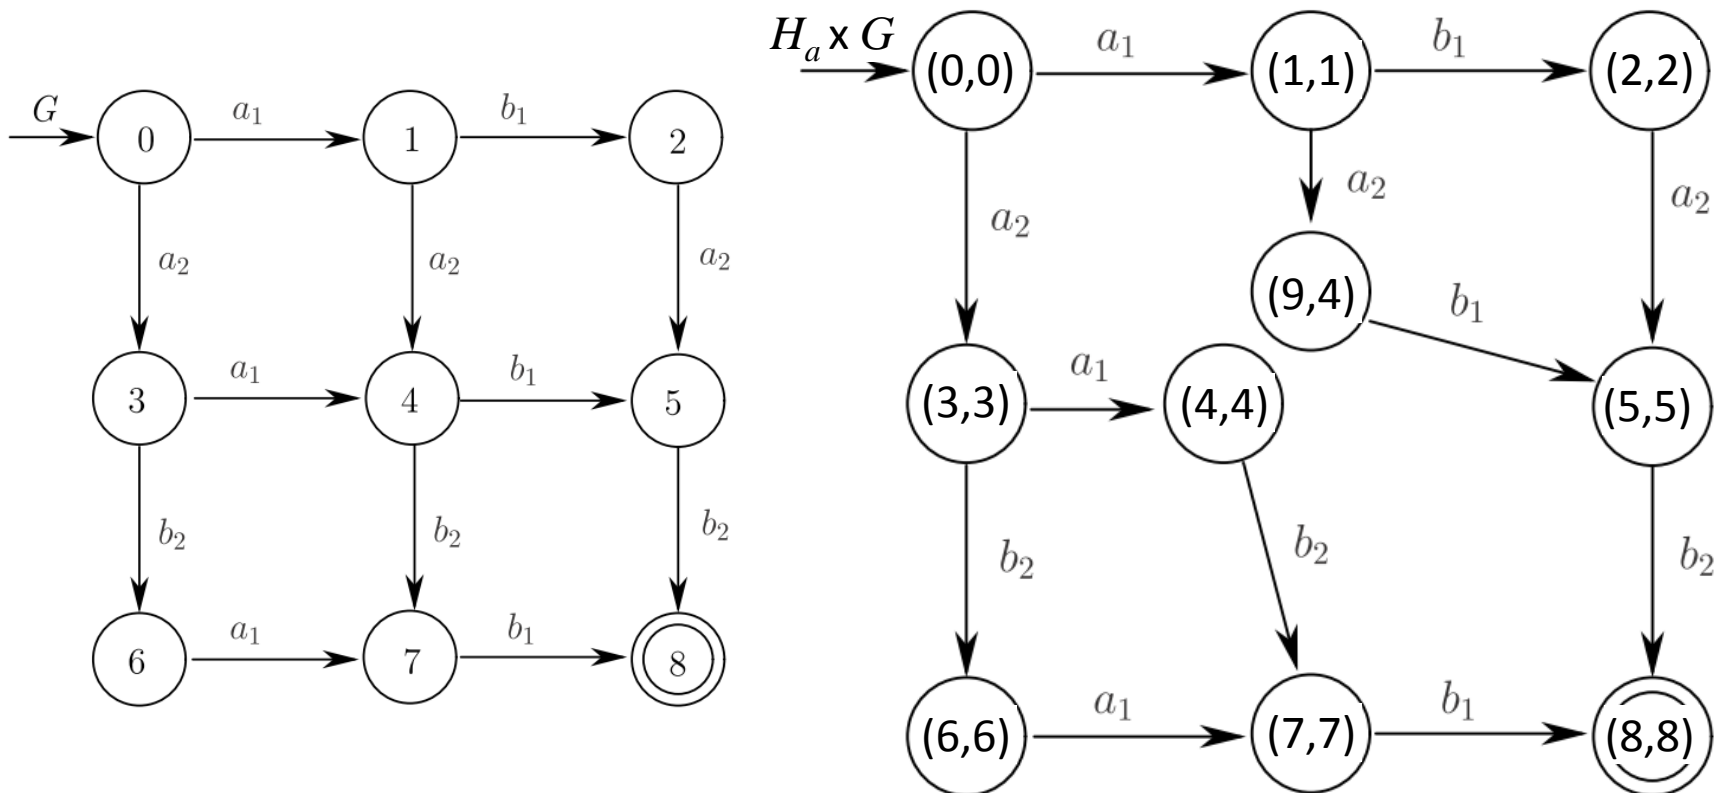 G
a₁
b₁
0
1
2
a₂
a₂
a₂
a₁
b₁
3
4
5
b₂
b₂
b₂
a₁
b₁
6
7
8
Hₐ x G
a₁
b₁
(0,0)
(1,1)
(2,2)
a₂
a₂
a₂
(9,4)
b₁
a₁
(3,3)
(4,4)
(5,5)
b₂
b₂
b₂
a₁
b₁
(6,6)
(7,7)
(8,8)